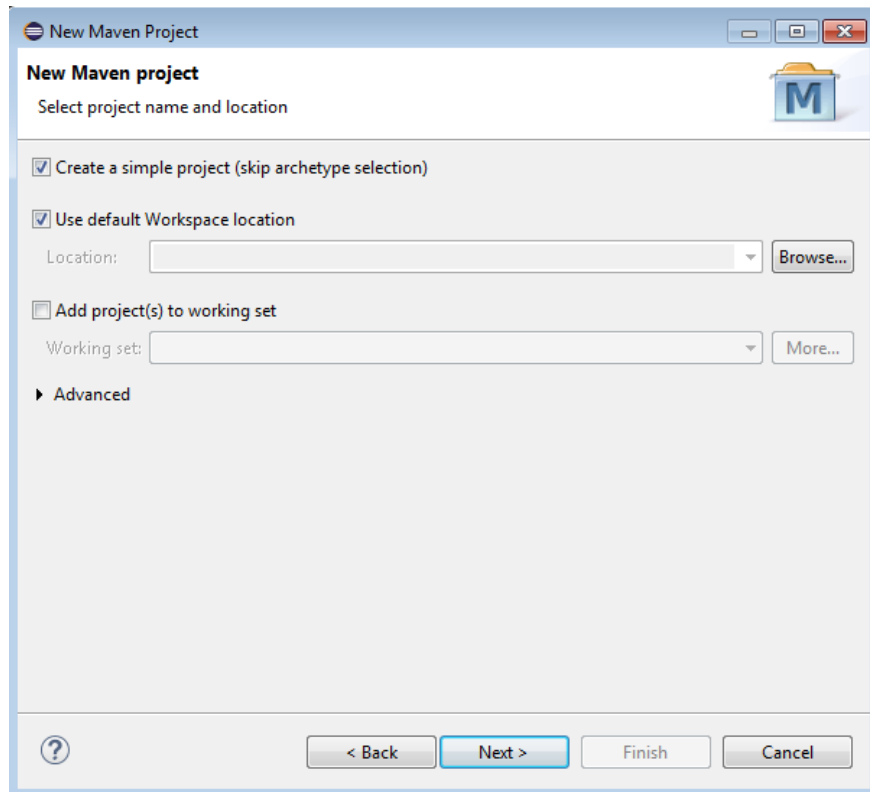 New Maven Project
New Maven project
Select project name and location
M
Create a simple project (skip archetype selection)
Use default Workspace location
Location:
Browse...
Add project(s) to working set
Working set:
More...
Advanced
?
< Back
Next >
Finish
Cancel